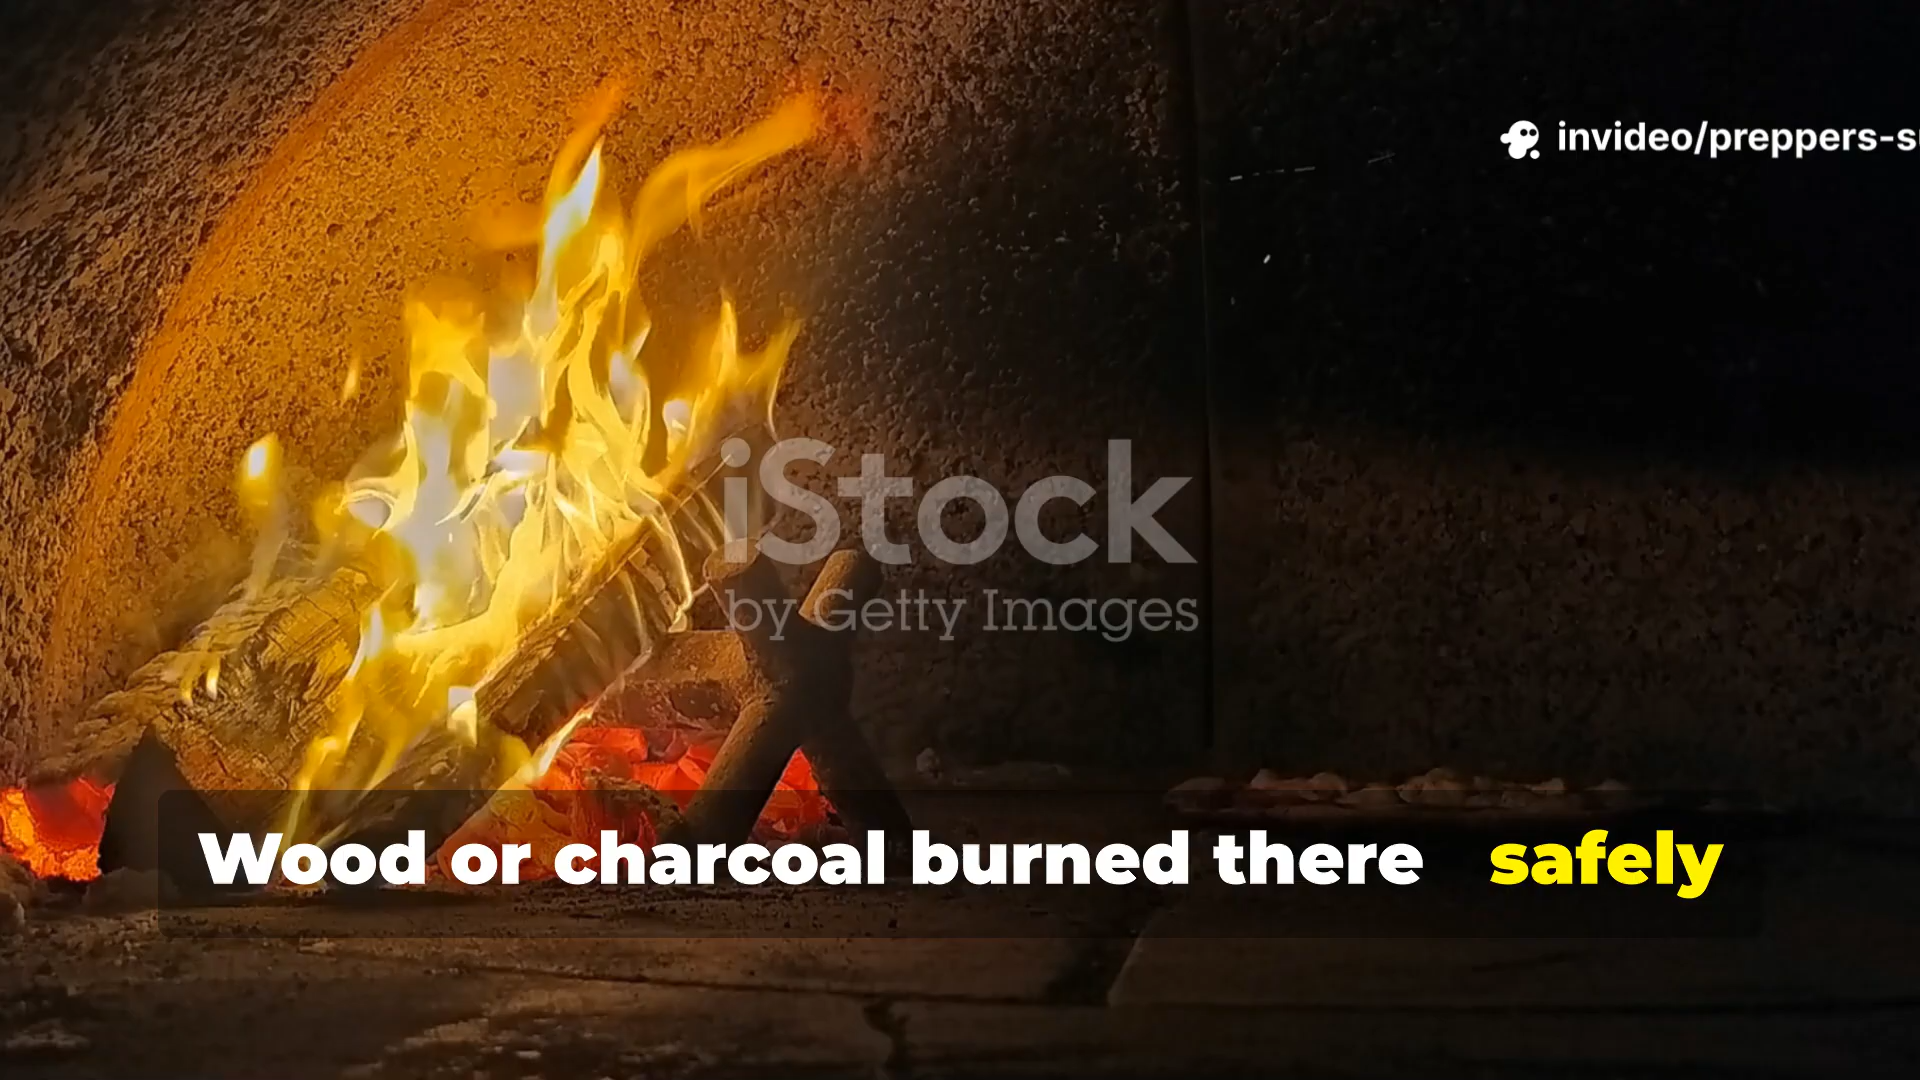 invideo/preppers-s
iStock
by Getty Images
Wood or charcoal burned there safely